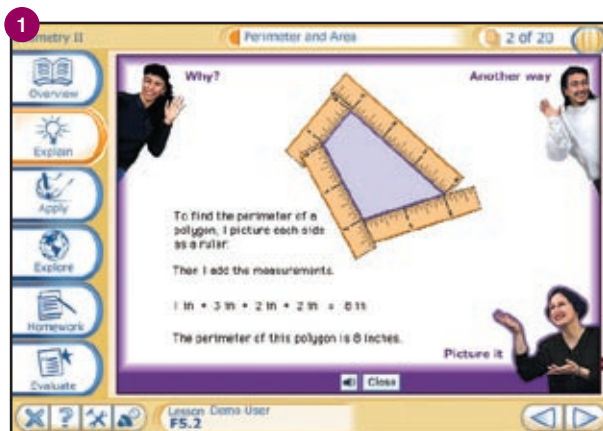 1
ometry II
Perimeter and Area
2 of 20
Overview
Explain
Apply
Explore
Homework
Evaluate
Why?
Another way
To find the perimeter of a
polygon, I picture each side
as a ruler.
Then I add the measurements.
1 in + 3 in + 2 in + 2 in = 8 in
The perimeter of this polygon is 8 inches.
Picture it
Close
?
Lesson Demo User
F5.2